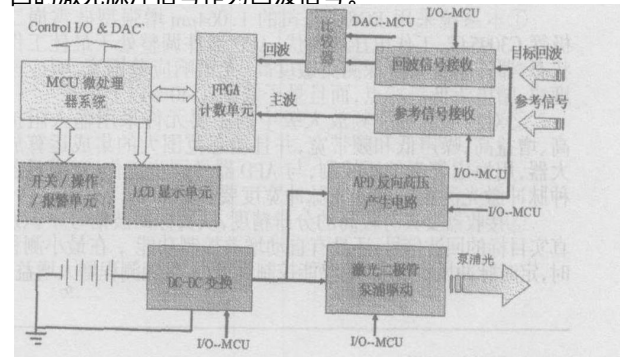 回的激光脉冲信号作为回波信号。
Control I/O & DAC
I/O--MCU
DAC--MCU
比较器
回波信号接收
目标回波
MCU 微处理器系统
FPGA 计数单元
回波
主波
参考信号接收
参考信号
I/O--MCU
开关/操作/报警单元
LCD 显示单元
APD 反向高压产生电路
I/O--MCU
DC-DC 变换
激光二极管泵浦驱动
泵浦光
I/O--MCU
I/O--MCU